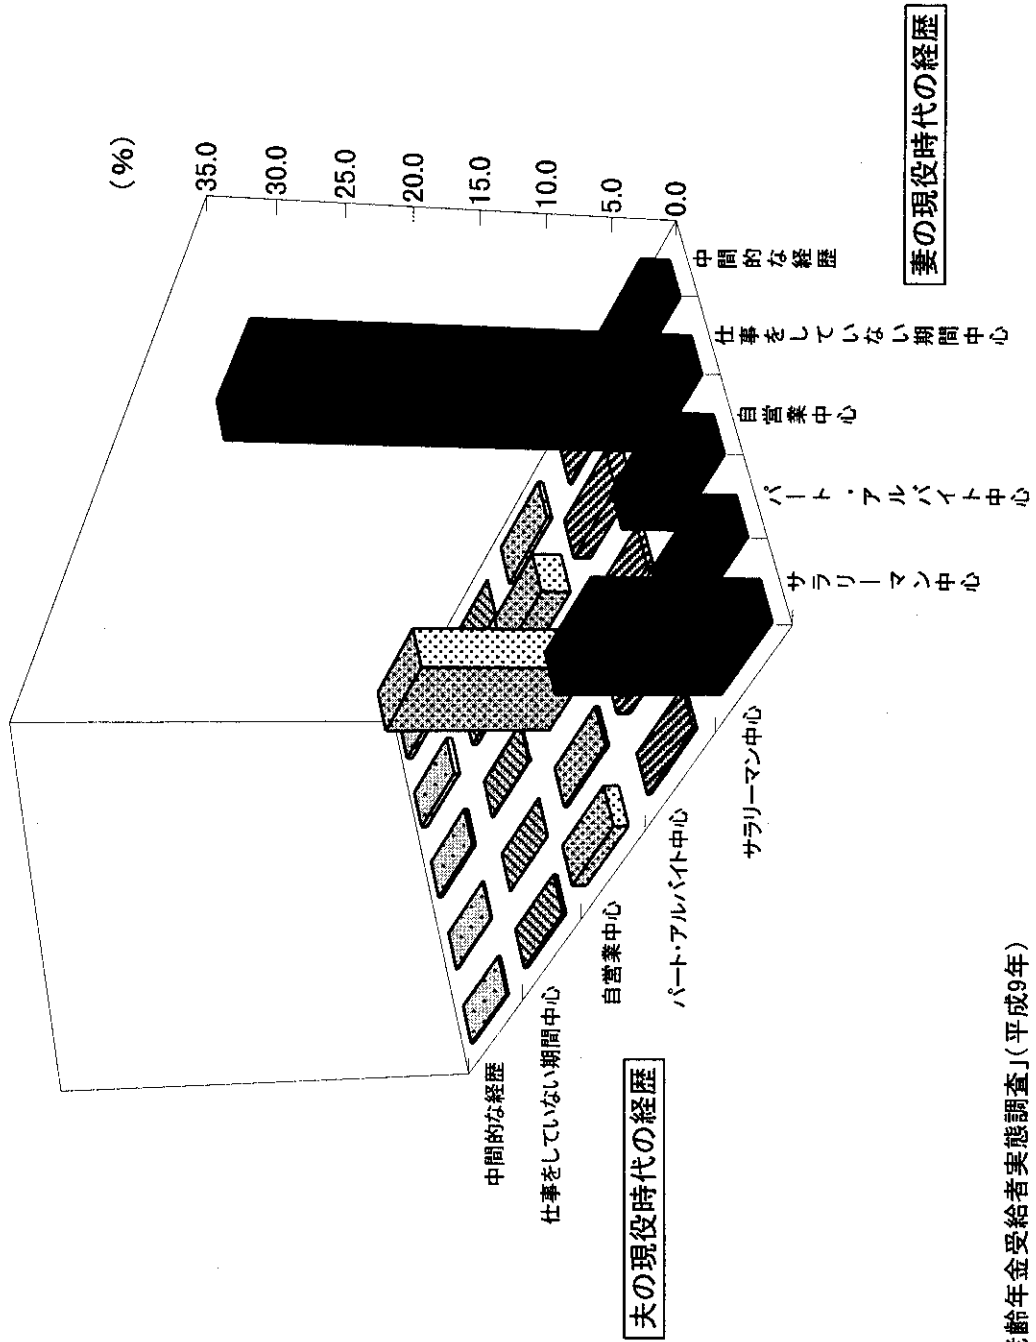 (%)
35.0
30.0
25.0
20.0
15.0
10.0
5.0
0.0
中間的な経歴
仕事をしていない期間中心
自営業中心
パート・アルバイト中心
サラリーマン中心
妻の現役時代の経歴
サラリーマン中心
パート・アルバイト中心
自営業中心
仕事をしていない期間中心
中間的な経歴
夫の現役時代の経歴
齢年金受給者実態調査」(平成9年)